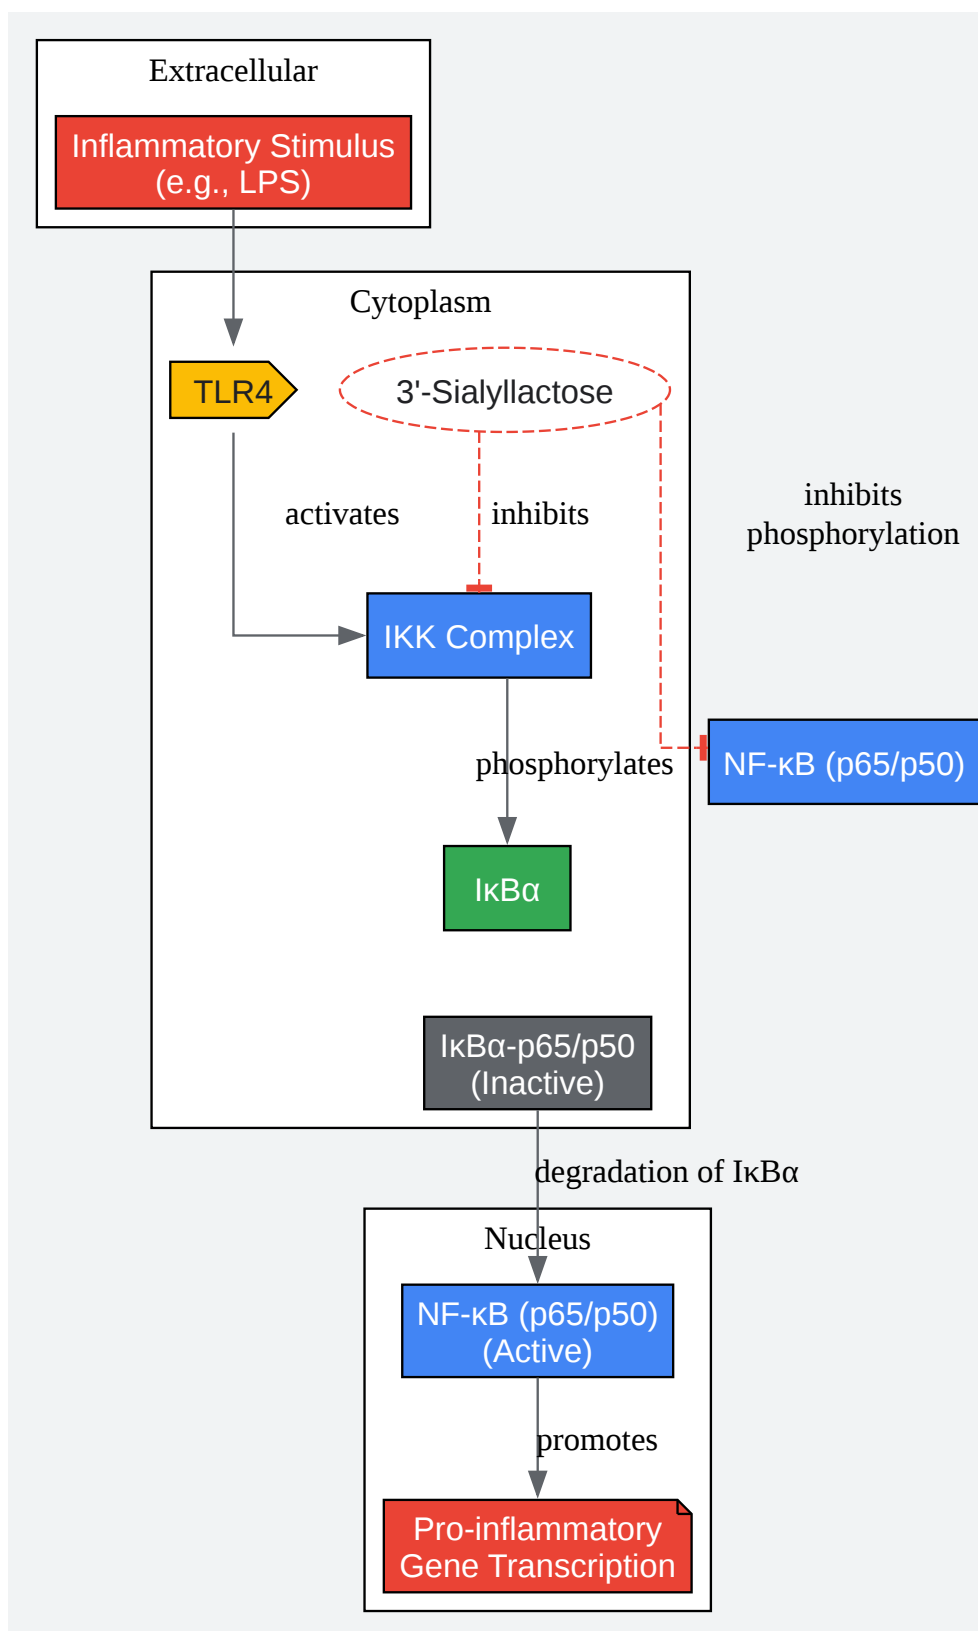 Extracellular
Inflammatory Stimulus
(e.g., LPS)
Cytoplasm
TLR4
3'-Sialyllactose
activates
inhibits
inhibits
phosphorylation
IKK Complex
phosphorylates
NF-κB (p65/p50)
IκBα
IκBα-p65/p50
(Inactive)
degradation of IκBα
Nucleus
NF-κB (p65/p50)
(Active)
promotes
Pro-inflammatory
Gene Transcription